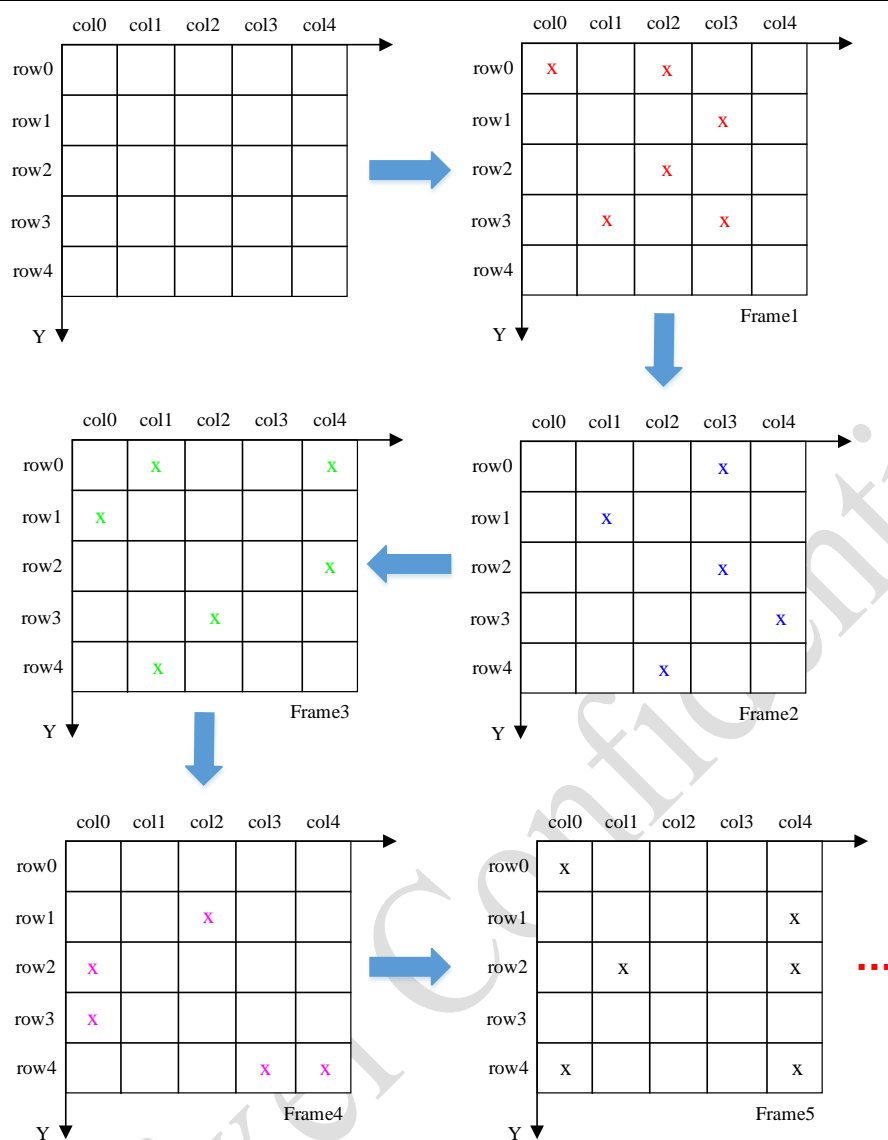 col0 col1 col2 col3 col4
row0
row1
row2
row3
row4
Y
col0 col1 col2 col3 col4
row0 x x
row1 x
row2 x
row3 x x
row4
Frame1
Y
col0 col1 col2 col3 col4
row0 x x
row1 x
row2 x
row3 x
row4 x
Frame3
Y
col0 col1 col2 col3 col4
row0 x
row1 x
row2 x
row3 x
row4 x
Frame2
Y
col0 col1 col2 col3 col4
row0
row1 x
row2 x
row3 x
row4 x x
Frame4
Y
col0 col1 col2 col3 col4
row0 x
row1 x
row2 x x
row3
row4 x x
Frame5
Y
...